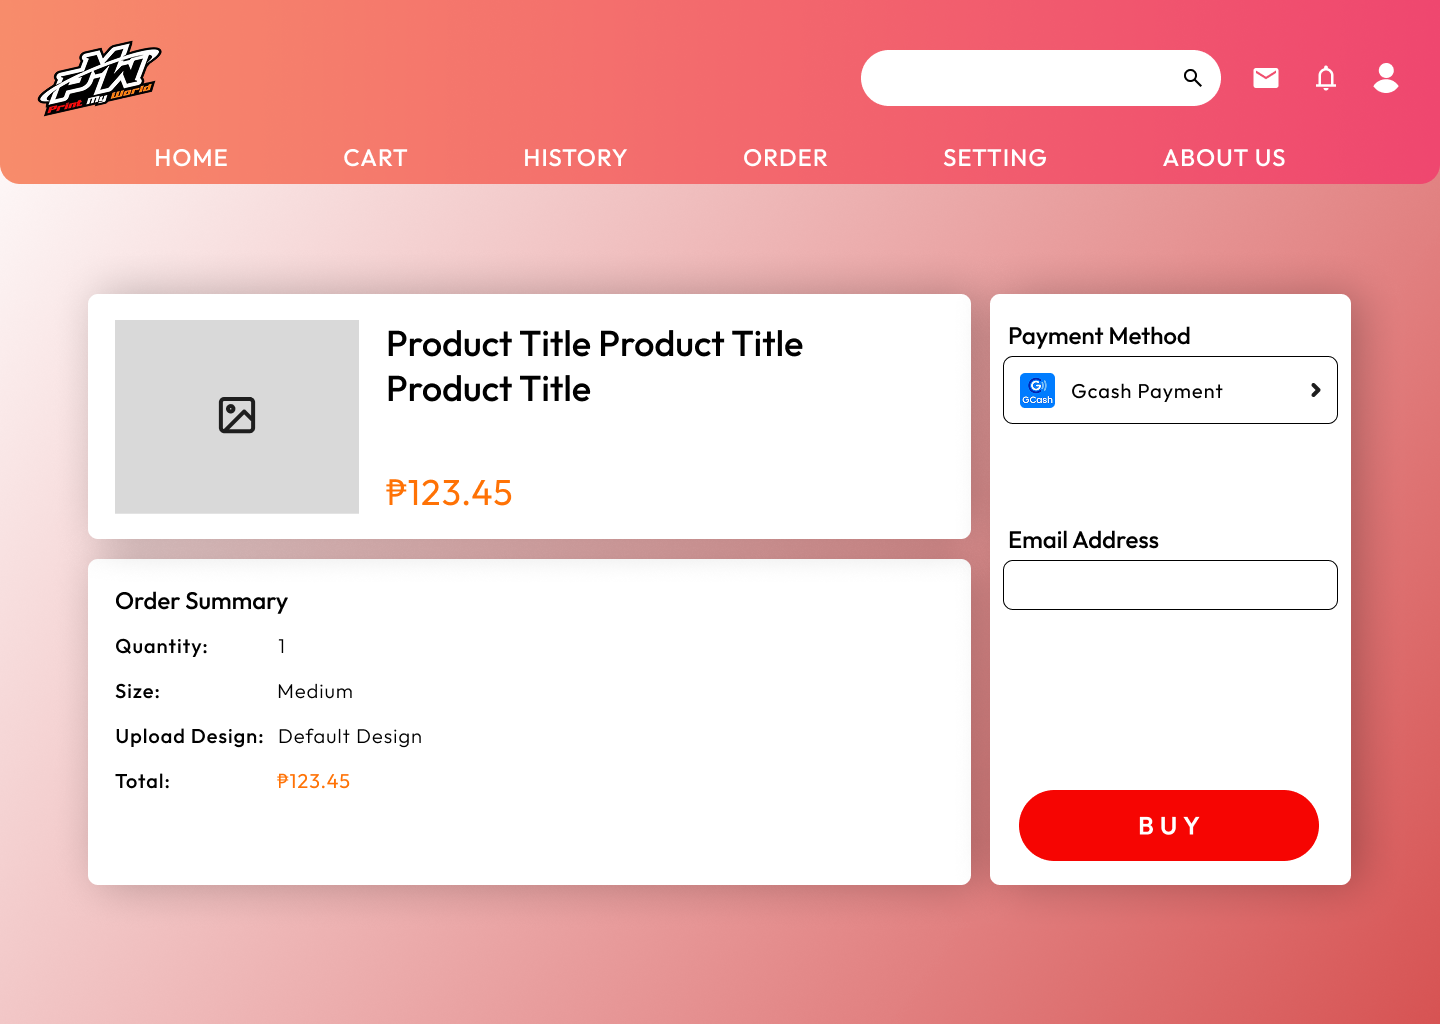 PMW
Print My World
HOME CART HISTORY ORDER SETTING ABOUT US
Product Title Product Title
Product Title
₱123.45
Order Summary
Quantity: 1
Size: Medium
Upload Design: Default Design
Total: ₱123.45
Payment Method
GCash
Gcash Payment
Email Address
BUY